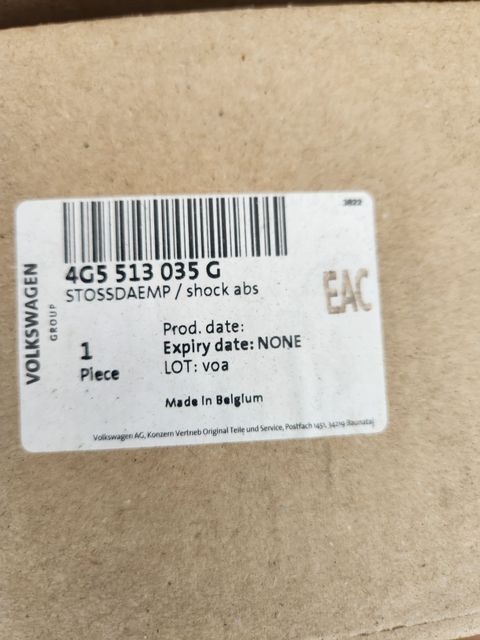 3R22
4G5 513 035 G
STOSSDAEMP / shock abs
EAC
VOLKSWAGEN
GROUP
1
Piece
Prod. date:
Expiry date: NONE
LOT: voa
Made In Belgium
Volkswagen AG, Konzern Vertrieb Original Teile und Service, Postfach 1451, 34219 Baunatal